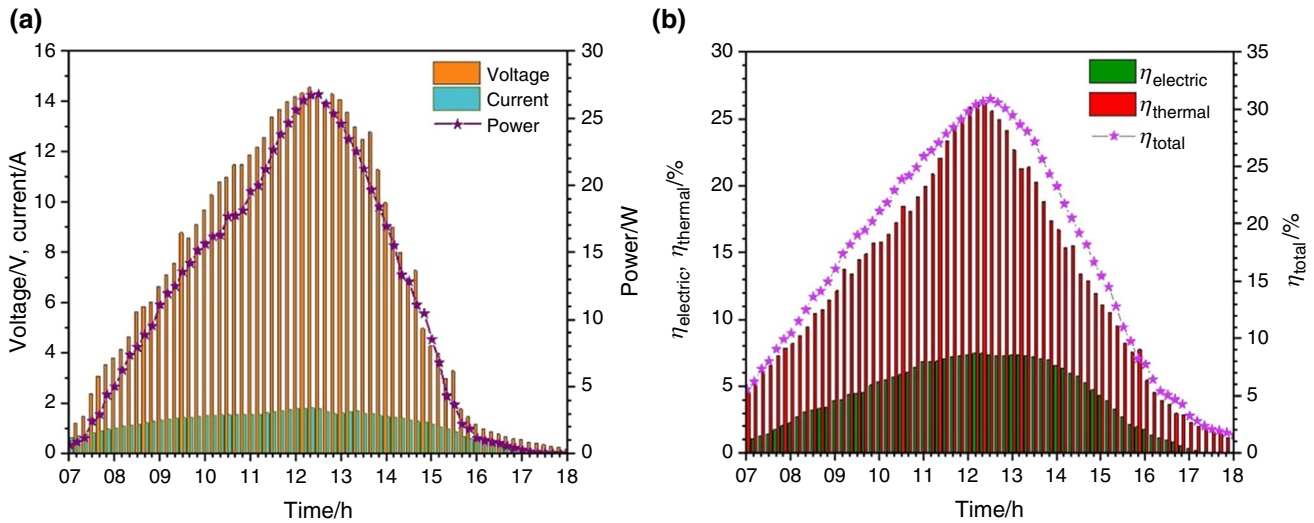 (a)
16
14
12
10
8
6
4
2
0
Voltage/V, current/A
30
25
20
15
10
5
0
Power/W
Voltage
Current
Power
07 08 09 10 11 12 13 14 15 16 17 18
Time/h
(b)
30
25
20
15
10
5
0
ηelectric, ηthermal/%
35
30
25
20
15
10
5
0
ηtotal/%
ηelectric
ηthermal
ηtotal
07 08 09 10 11 12 13 14 15 16 17 18
Time/h